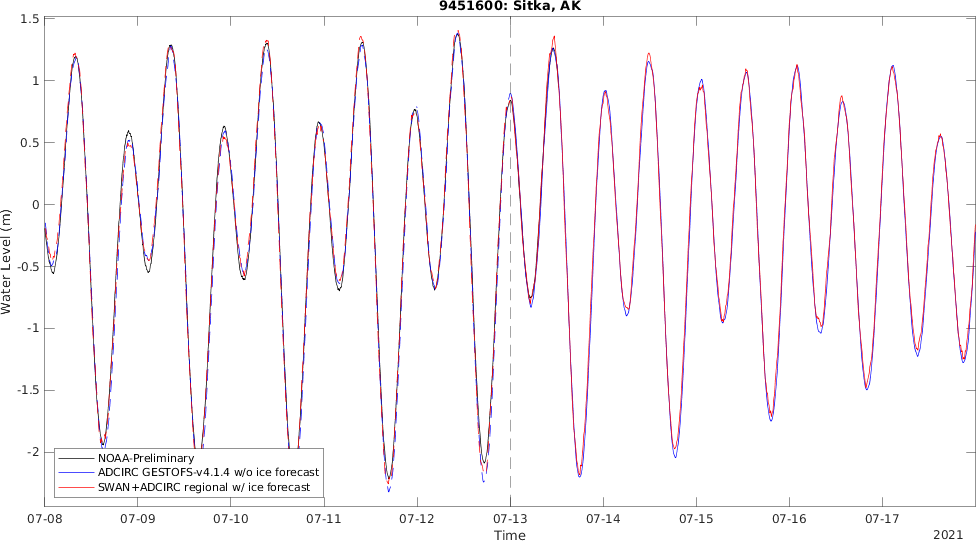 9451600: Sitka, AK
1.5
1
0.5
0
-0.5
-1
-1.5
-2
Water Level (m)
NOAA-Preliminary
ADCIRC GESTOFS-v4.1.4 w/o ice forecast
SWAN+ADCIRC regional w/ ice forecast
07-08 07-09 07-10 07-11 07-12 07-13 07-14 07-15 07-16 07-17
Time
2021